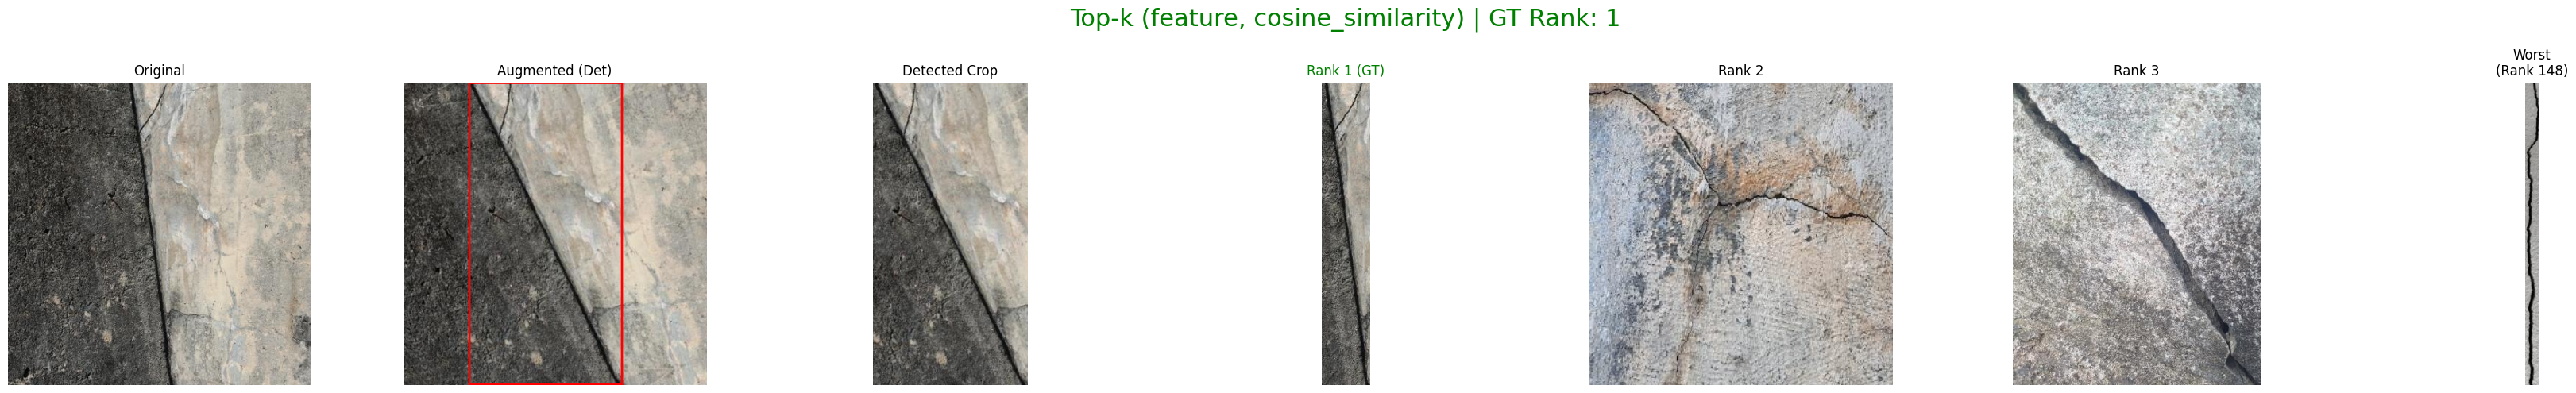 Top-k (feature, cosine_similarity) | GT Rank: 1
Original
Augmented (Det)
Detected Crop
Rank 1 (GT)
Rank 2
Rank 3
Worst
(Rank 148)